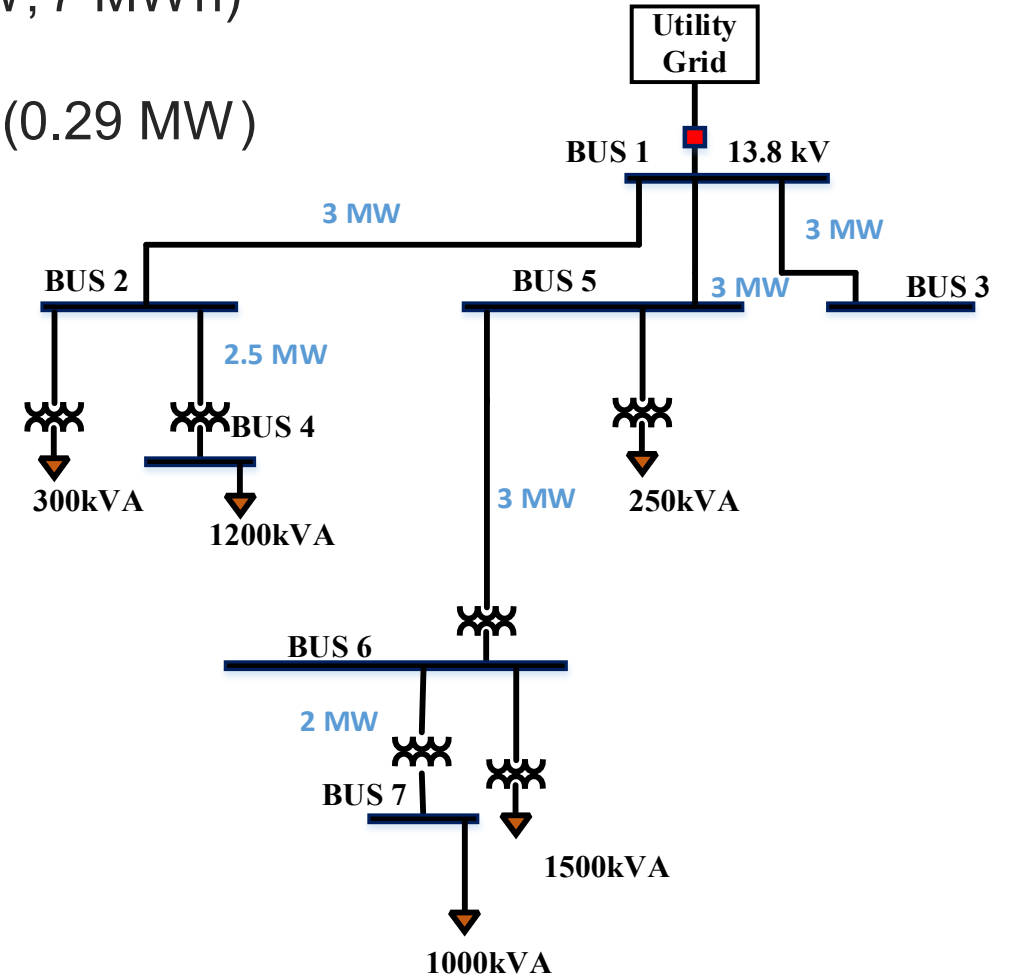 7 MWh)
(0.29 MW)
Utility
Grid
BUS 1
13.8 kV
3 MW
3 MW
BUS 2
BUS 5
3 MW
BUS 3
2.5 MW
BUS 4
300kVA
1200kVA
3 MW
250kVA
BUS 6
2 MW
BUS 7
1500kVA
1000kVA